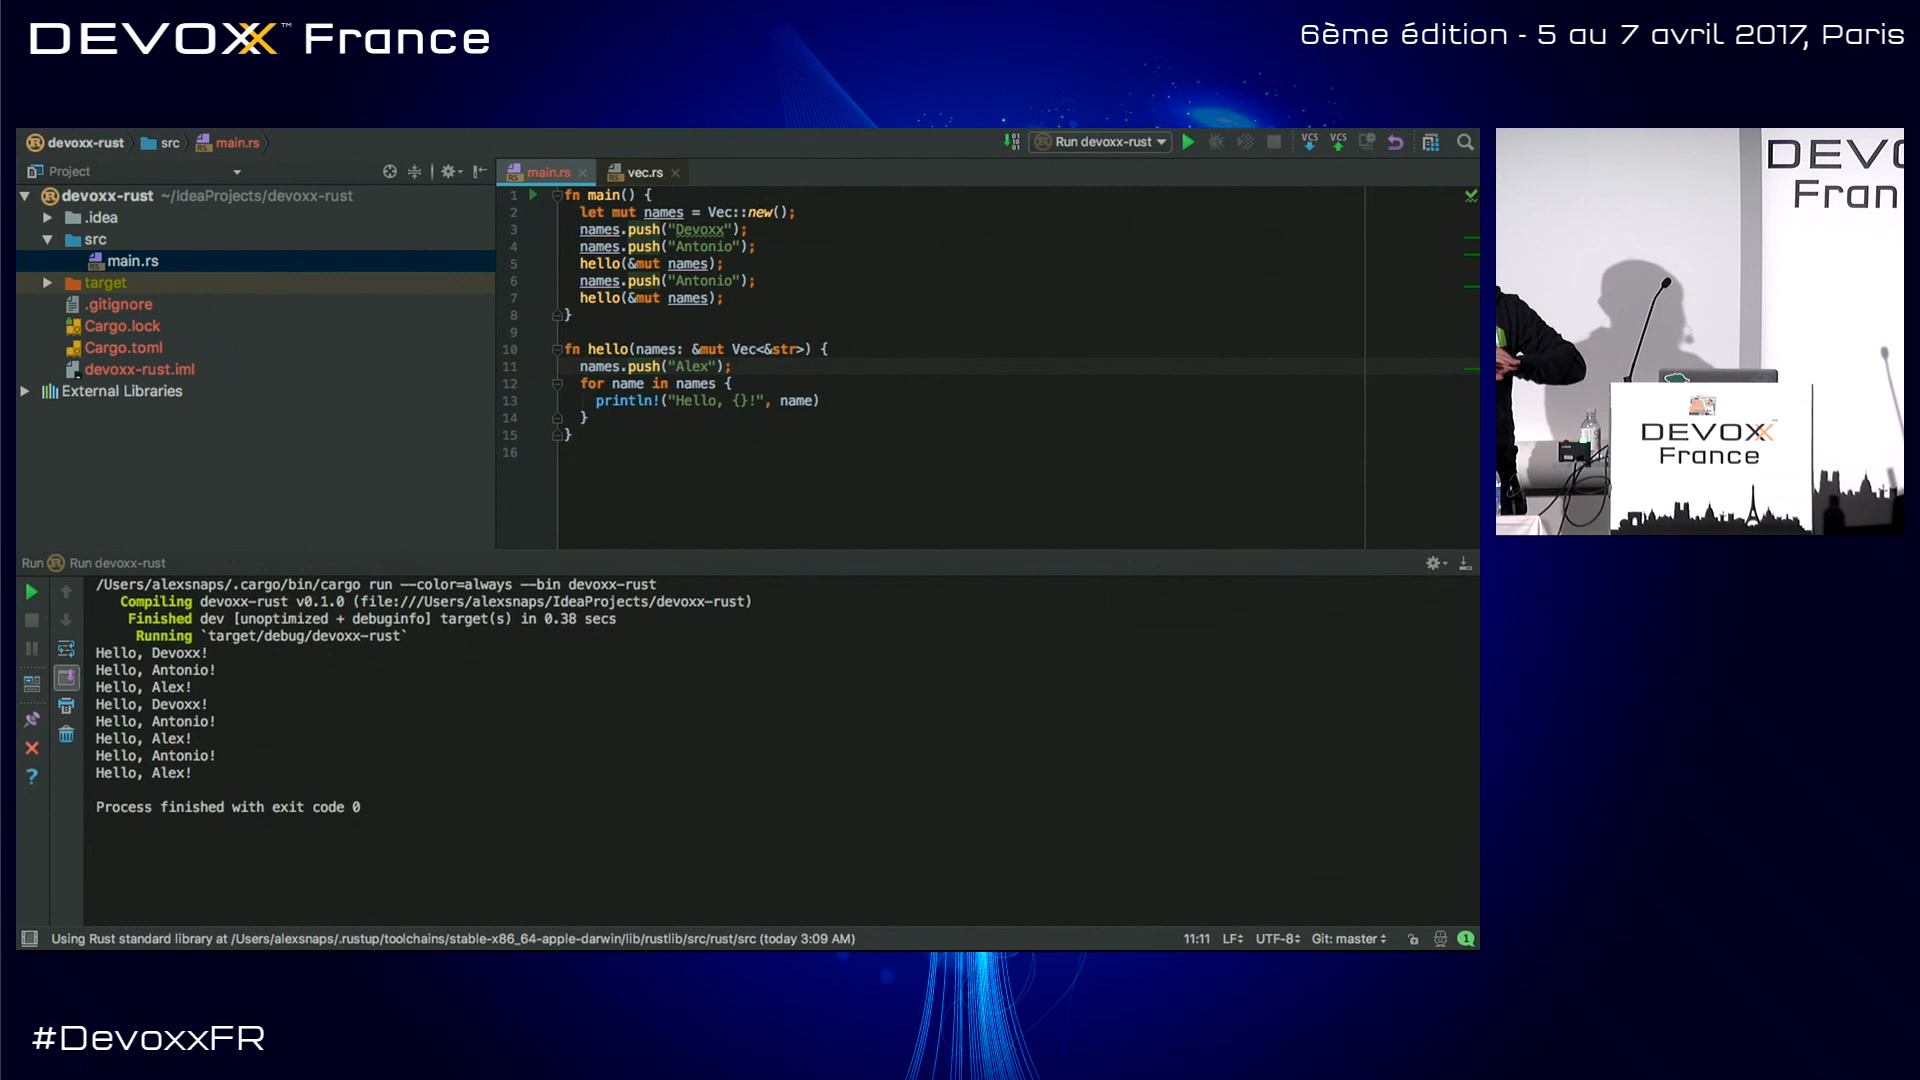 DEVOXX™ France
6ème édition - 5 au 7 avril 2017, Paris
devoxx-rust
src
main.rs
Run devoxx-rust
VCS
VCS
Project
main.rs
vec.rs
devoxx-rust ~/IdeaProjects/devoxx-rust
.idea
src
main.rs
target
.gitignore
Cargo.lock
Cargo.toml
devoxx-rust.iml
External Libraries
1 fn main() {
2 let mut names = Vec::new();
3 names.push("Devoxx");
4 names.push("Antonio");
5 hello(&mut names);
6 names.push("Antonio");
7 hello(&mut names);
8 }
9
10 fn hello(names: &mut Vec<&str>) {
11 names.push("Alex");
12 for name in names {
13 println!("Hello, {}!", name)
14 }
15 }
16
DEVO
Fran
DEVOXX
France
Run Run devoxx-rust
/Users/alexsnaps/.cargo/bin/cargo run --color=always --bin devoxx-rust
Compiling devoxx-rust v0.1.0 (file:///Users/alexsnaps/IdeaProjects/devoxx-rust)
Finished dev [unoptimized + debuginfo] target(s) in 0.38 secs
Running `target/debug/devoxx-rust`
Hello, Devoxx!
Hello, Antonio!
Hello, Alex!
Hello, Devoxx!
Hello, Antonio!
Hello, Alex!
Hello, Antonio!
Hello, Alex!
Process finished with exit code 0
Using Rust standard library at /Users/alexsnaps/.rustup/toolchains/stable-x86_64-apple-darwin/lib/rustlib/src/rust/src (today 3:09 AM)
11:11 LF UTF-8 Git: master 1
#DevoxxFR